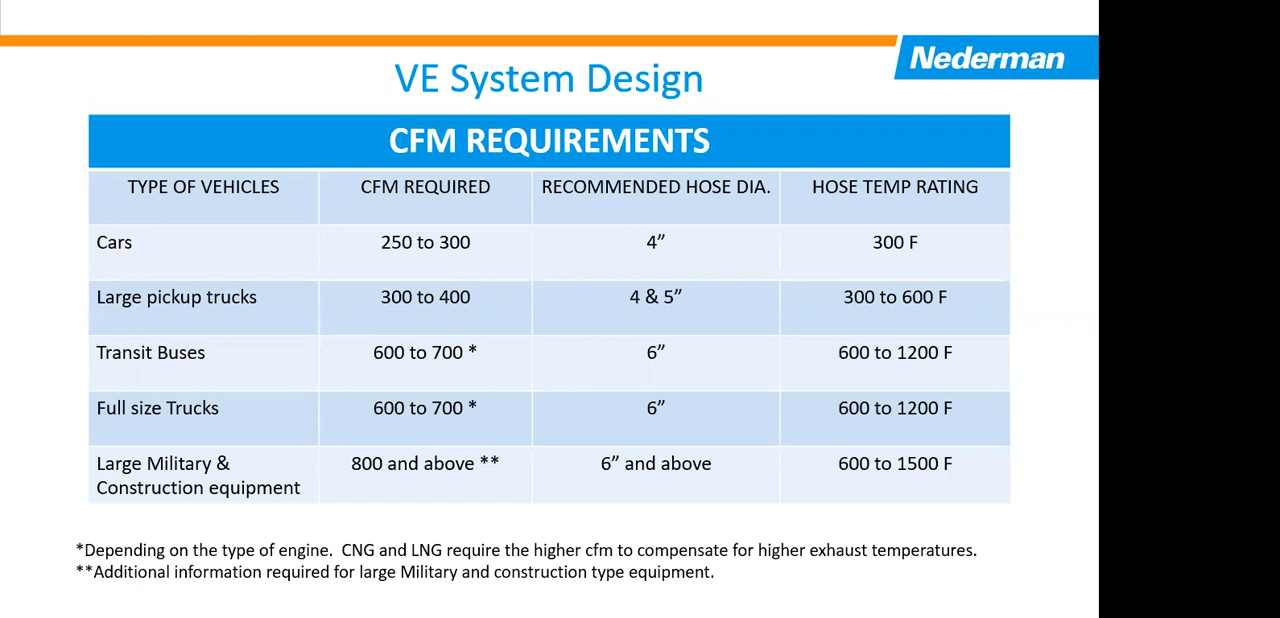 Nederman
VE System Design
CFM REQUIREMENTS
TYPE OF VEHICLES CFM REQUIRED RECOMMENDED HOSE DIA. HOSE TEMP RATING
Cars 250 to 300 4” 300 F
Large pickup trucks 300 to 400 4 & 5” 300 to 600 F
Transit Buses 600 to 700 * 6” 600 to 1200 F
Full size Trucks 600 to 700 * 6” 600 to 1200 F
Large Military & 800 and above ** 6” and above 600 to 1500 F
Construction equipment
*Depending on the type of engine.  CNG and LNG require the higher cfm to compensate for higher exhaust temperatures.
**Additional information required for large Military and construction type equipment.